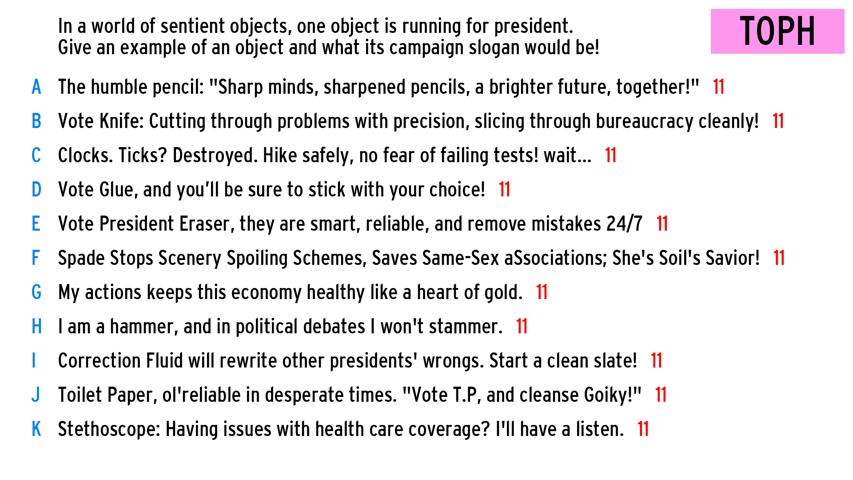 In a world of sentient objects, one object is running for president.
Give an example of an object and what its campaign slogan would be!
TOPH
A The humble pencil: "Sharp minds, sharpened pencils, a brighter future, together!" 11
B Vote Knife: Cutting through problems with precision, slicing through bureaucracy cleanly! 11
C Clocks. Ticks? Destroyed. Hike safely, no fear of failing tests! wait... 11
D Vote Glue, and you'll be sure to stick with your choice! 11
E Vote President Eraser, they are smart, reliable, and remove mistakes 24/7 11
F Spade Stops Scenery Spoiling Schemes, Saves Same-Sex aSsociations; She's Soil's Savior! 11
G My actions keeps this economy healthy like a heart of gold. 11
H I am a hammer, and in political debates I won't stammer. 11
I Correction Fluid will rewrite other presidents' wrongs. Start a clean slate! 11
J Toilet Paper, ol'reliable in desperate times. "Vote T.P, and cleanse Goiky!" 11
K Stethoscope: Having issues with health care coverage? I'll have a listen. 11